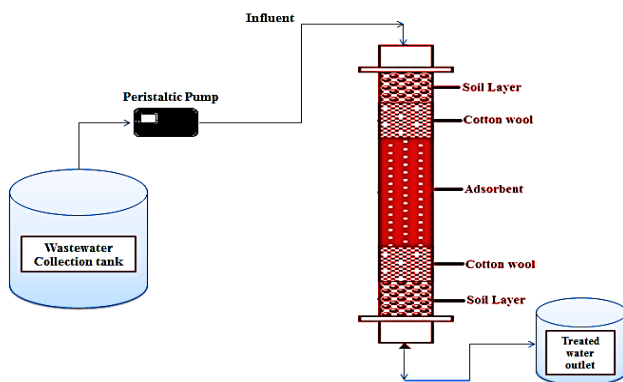 Influent
Peristaltic Pump
Soil Layer
Cotton wool
Adsorbent
Wastewater
Collection tank
Cotton wool
Soil Layer
Treated
water
outlet